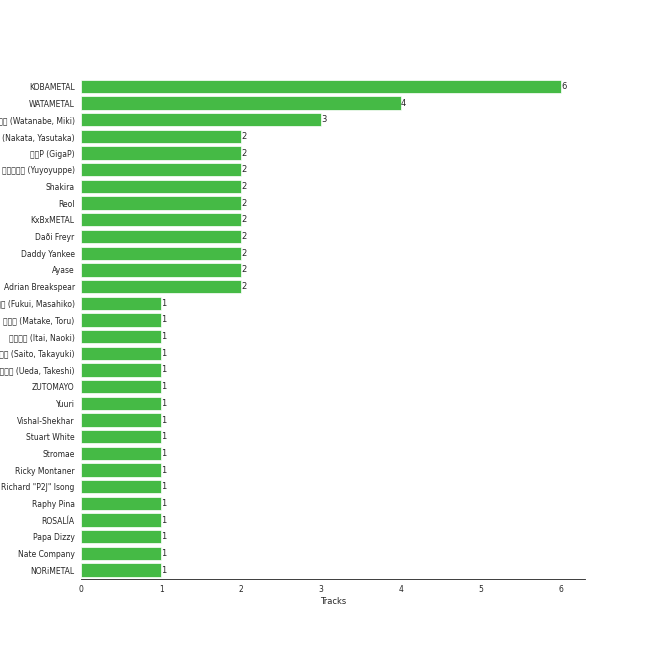 KOBAMETAL
6
WATAMETAL
4
(Watanabe, Miki)
3
(Nakata, Yasutaka)
2
P (GigaP)
2
(Yuyoyuppe)
2
Shakira
2
Reol
2
KxBxMETAL
2
Daði Freyr
2
Daddy Yankee
2
Ayase
2
Adrian Breakspear
2
(Fukui, Masahiko)
1
(Matake, Toru)
1
(Itai, Naoki)
1
(Saito, Takayuki)
1
(Ueda, Takeshi)
1
ZUTOMAYO
1
Yuuri
1
Vishal-Shekhar
1
Stuart White
1
Stromae
1
Ricky Montaner
1
Richard "P2J" Isong
1
Raphy Pina
1
ROSALÍA
1
Papa Dizzy
1
Nate Company
1
NORiMETAL
1
0 1 2 3 4 5 6
Tracks